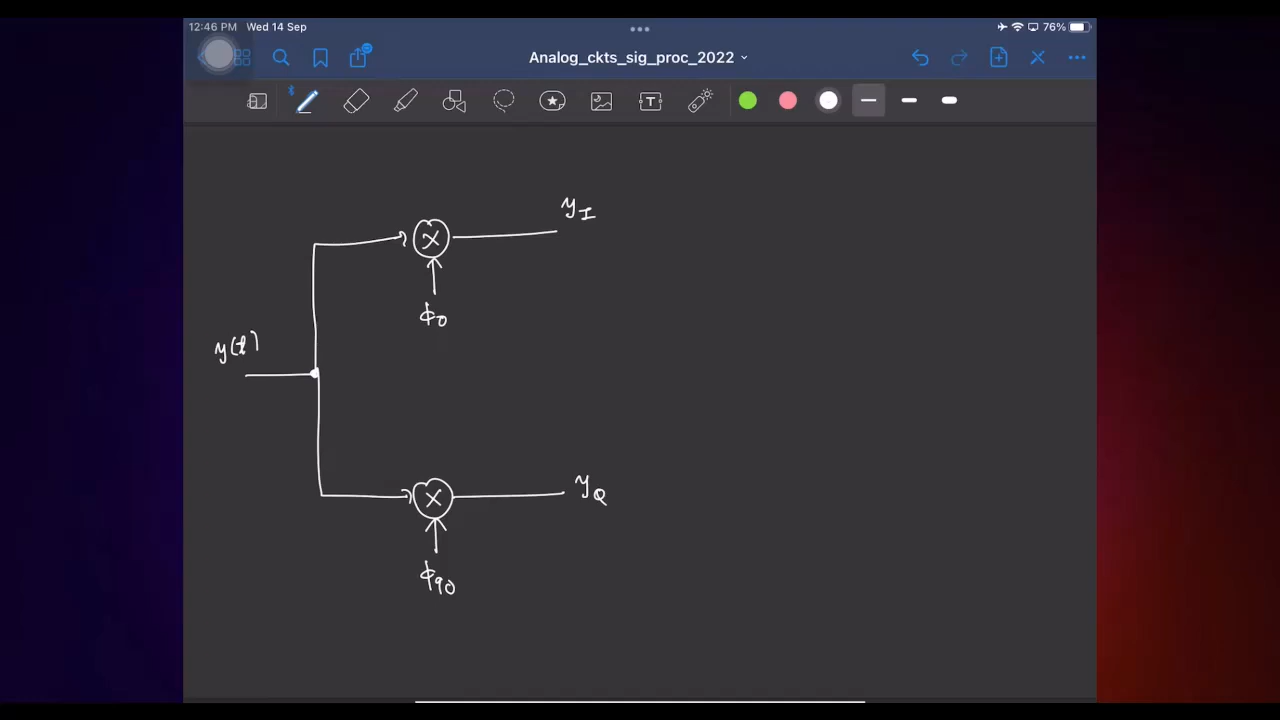 12:46 PM Wed 14 Sep
76%
Analog_ckts_sig_proc_2022
T
y_I
X
ϕ_0
y(t)
y_Q
X
ϕ_90